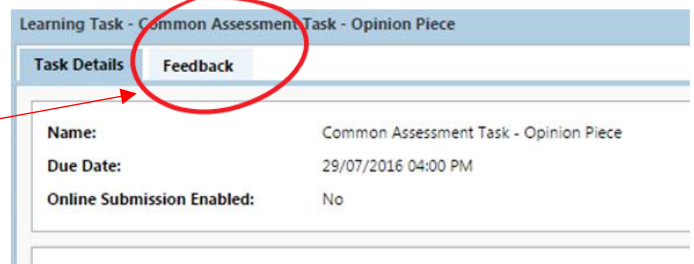 Learning Task - Common Assessment Task - Opinion Piece
Task Details Feedback
Name: Common Assessment Task - Opinion Piece
Due Date: 29/07/2016 04:00 PM
Online Submission Enabled: No